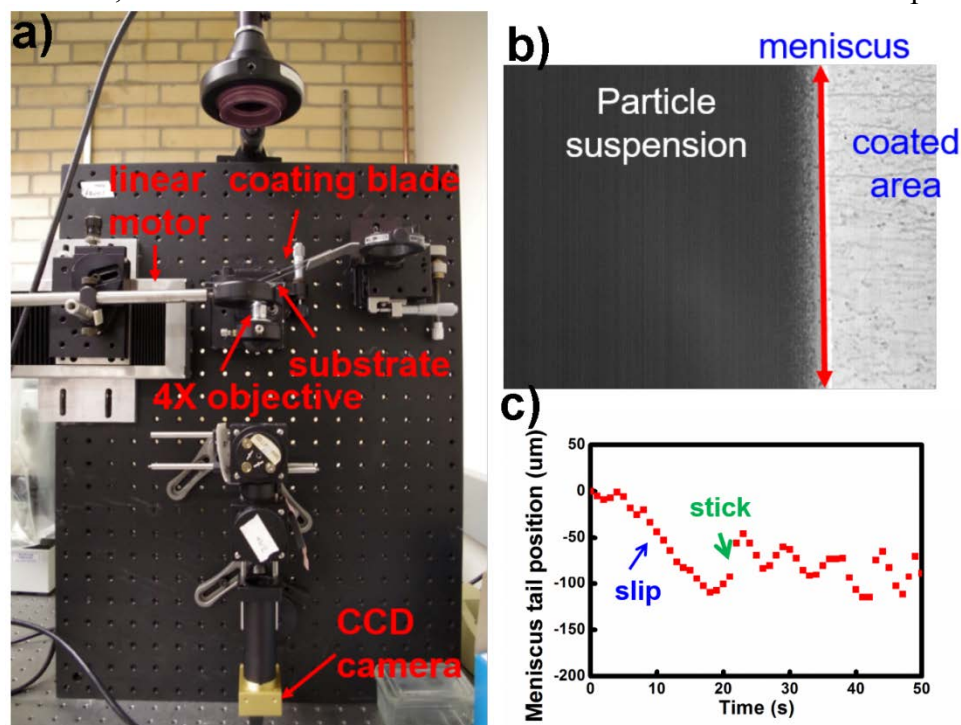 a)
linear coating blade
motor
substrate
4X objective
CCD
camera
b)
meniscus
Particle
suspension
coated
area
c)
50
0
-50
-100
-150
-200
Meniscus tail position (um)
stick
slip
0 10 20 30 40 50
Time (s)